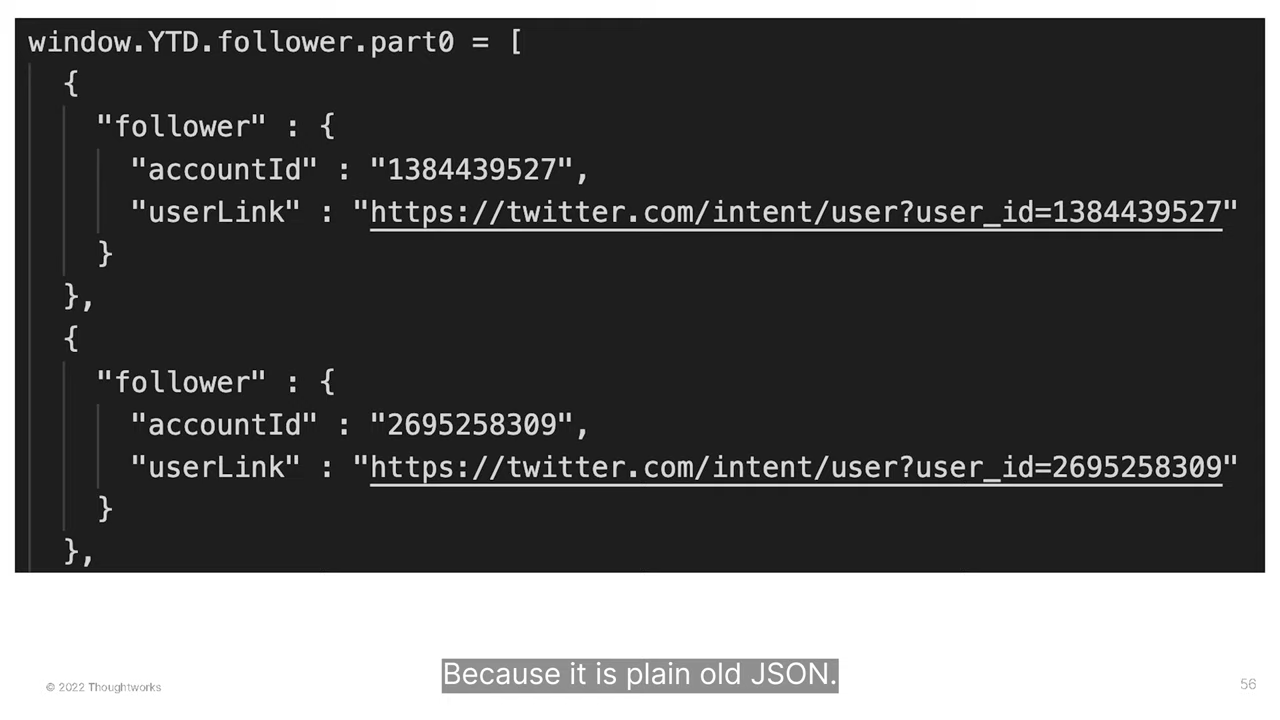 window.YTD.follower.part0 = [
{
"follower" : {
"accountId" : "1384439527",
"userLink" : "https://twitter.com/intent/user?user_id=1384439527"
}
},
{
"follower" : {
"accountId" : "2695258309",
"userLink" : "https://twitter.com/intent/user?user_id=2695258309"
}
},
Because it is plain old JSON.
© 2022 Thoughtworks
56